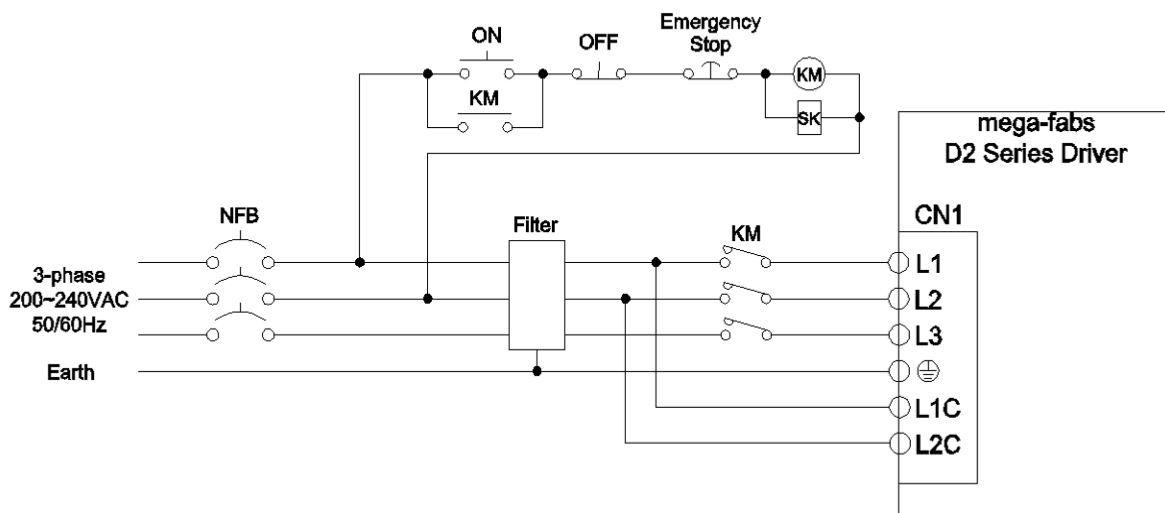 Emergency
Stop
ON
OFF
KM
KM
SK
mega-fabs
D2 Series Driver
CN1
NFB
Filter
KM
3-phase
200~240VAC
50/60Hz
Earth
L1
L2
L3
L1C
L2C